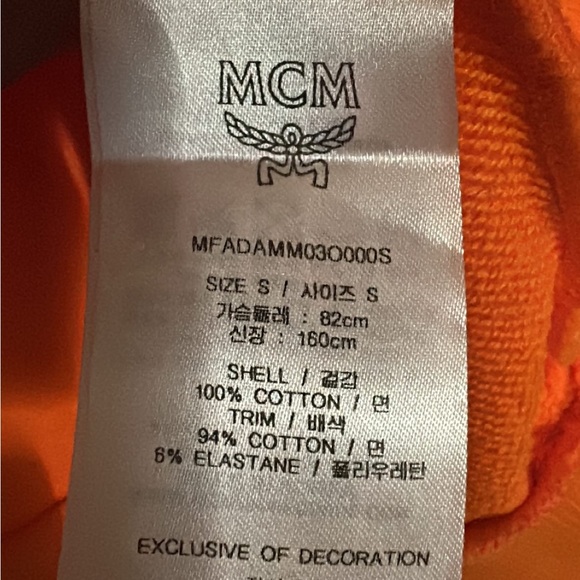 MCM
MFADAMM03O000S
SIZE S / 사이즈 S
가슴둘레 : 82cm
신장 : 160cm
SHELL / 겉감
100% COTTON / 면
TRIM / 배색
94% COTTON / 면
6% ELASTANE / 폴리우레탄
EXCLUSIVE OF DECORATION